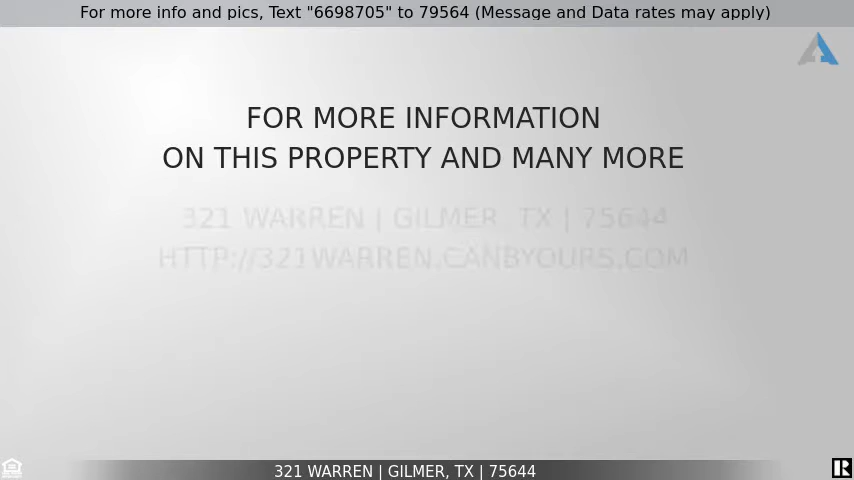 For more info and pics, Text "6698705" to 79564 (Message and Data rates may apply)
FOR MORE INFORMATION
ON THIS PROPERTY AND MANY MORE
321 WARREN | GILMER, TX | 75644
HTTP://321WARREN.CANBYOURS.COM
321 WARREN | GILMER, TX | 75644